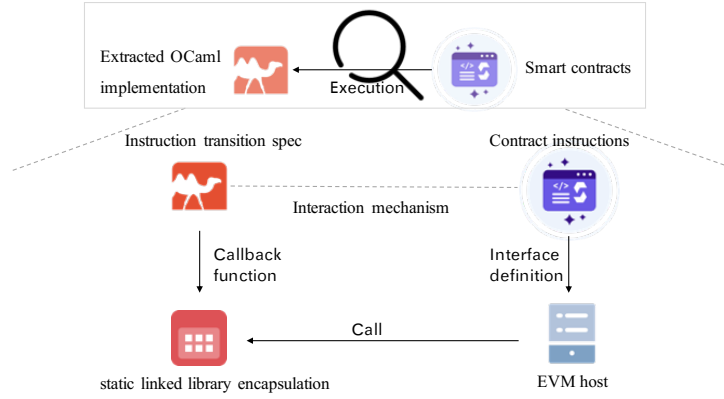 Extracted OCaml
implementation
Execution
Smart contracts
Instruction transition spec
Contract instructions
Interaction mechanism
Callback
function
Interface
definition
Call
static linked library encapsulation
EVM host